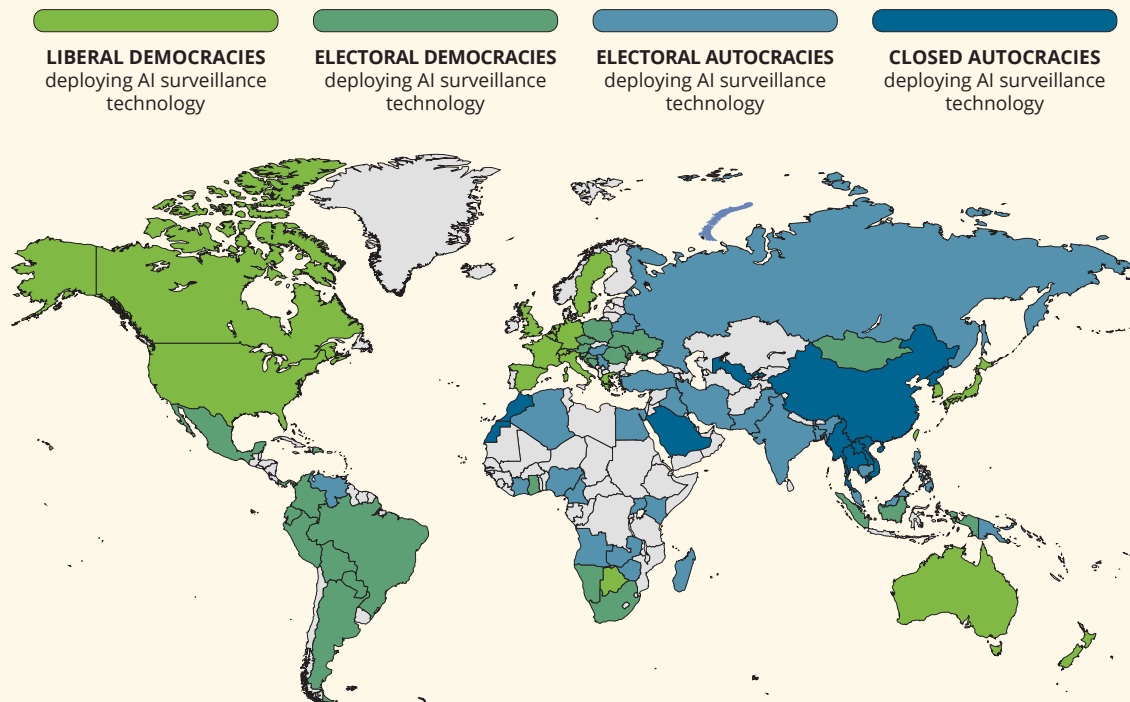 LIBERAL DEMOCRACIES
deploying AI surveillance
technology
ELECTORAL DEMOCRACIES
deploying AI surveillance
technology
ELECTORAL AUTOCRACIES
deploying AI surveillance
technology
CLOSED AUTOCRACIES
deploying AI surveillance
technology